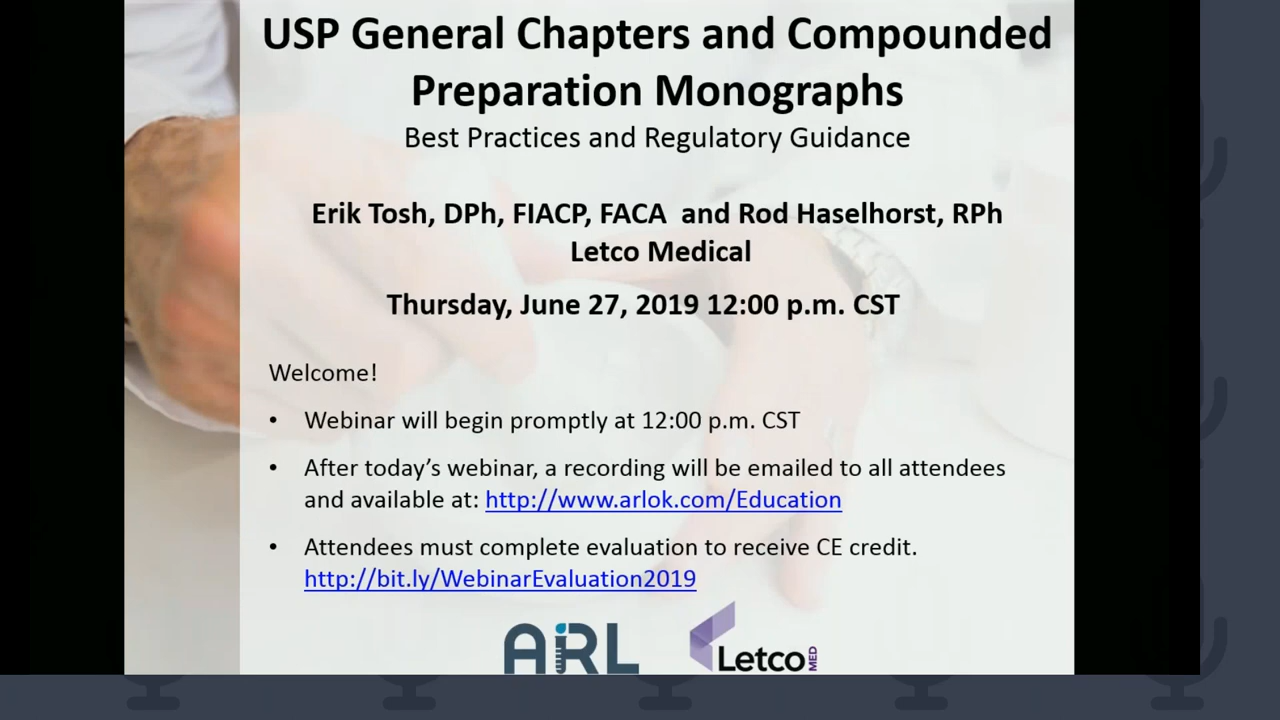 USP General Chapters and Compounded
Preparation Monographs
Best Practices and Regulatory Guidance
Erik Tosh, DPh, FIACP, FACA  and Rod Haselhorst, RPh
Letco Medical
Thursday, June 27, 2019 12:00 p.m. CST
Welcome!
• Webinar will begin promptly at 12:00 p.m. CST
• After today’s webinar, a recording will be emailed to all attendees
and available at: http://www.arlok.com/Education
• Attendees must complete evaluation to receive CE credit.
http://bit.ly/WebinarEvaluation2019
ARL Letco MED